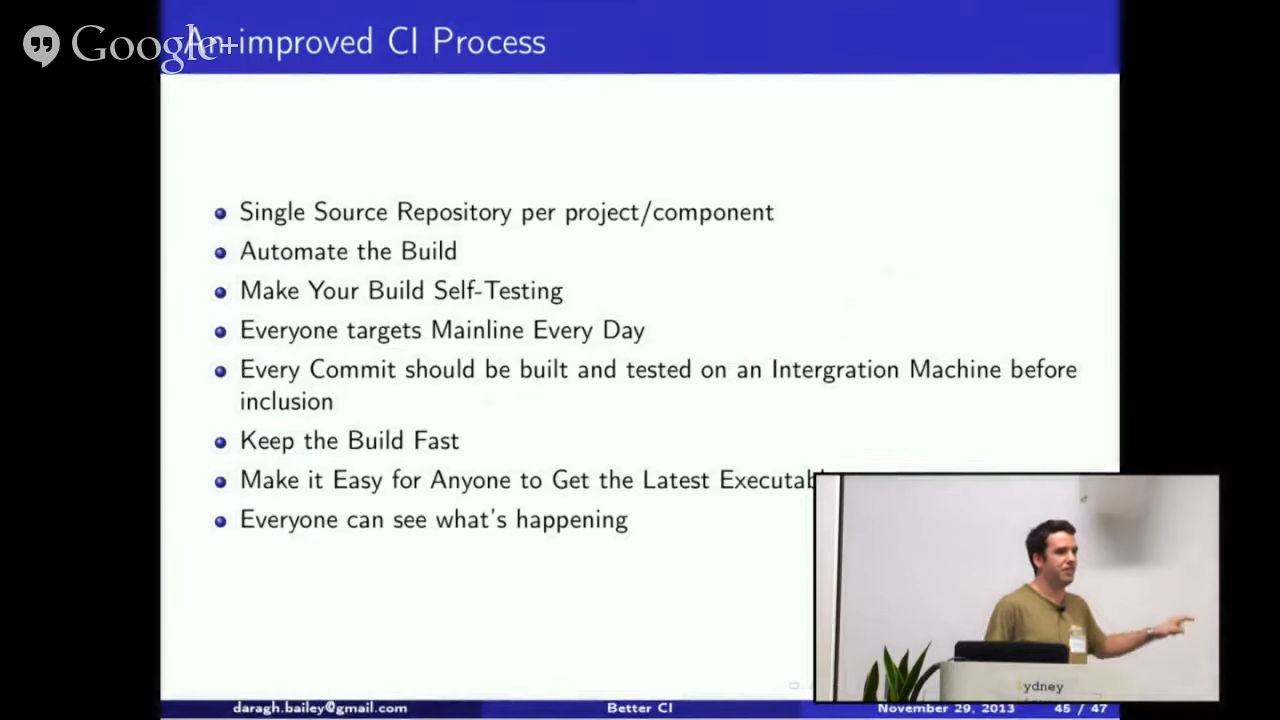 Google+
An improved CI Process
Single Source Repository per project/component
Automate the Build
Make Your Build Self-Testing
Everyone targets Mainline Every Day
Every Commit should be built and tested on an Intergration Machine before
inclusion
Keep the Build Fast
Make it Easy for Anyone to Get the Latest
Everyone can see what's happening
ydney
daragh.bailey@gmail.com
Better CI
November 29, 2013
45 / 47